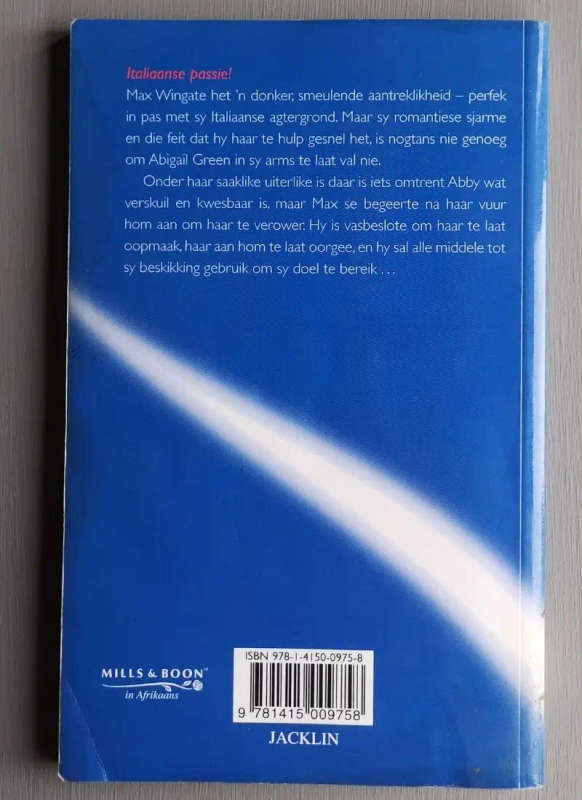 Italiaanse passie!
Max Wingate het 'n donker, smeulende aantreklikheid – perfek
in pas met sy Italiaanse agtergrond. Maar sy romantiese sjarme
en die feit dat hy haar te hulp gesnel het, is nogtans nie genoeg
om Abigail Green in sy arms te laat val nie.
Onder haar saaklike uiterlike is daar is iets omtrent Abby wat
verskuil en kwesbaar is, maar Max se begeerte na haar vuur
hom aan om haar te verower. Hy is vasbeslote om haar te laat
oopmaak, haar aan hom te laat oorgee, en hy sal alle middele tot
sy beskikking gebruik om sy doel te bereik ...
ISBN 978-1-4150-0975-8
MILLS & BOON™
in Afrikaans
9 781415 009758
JACKLIN